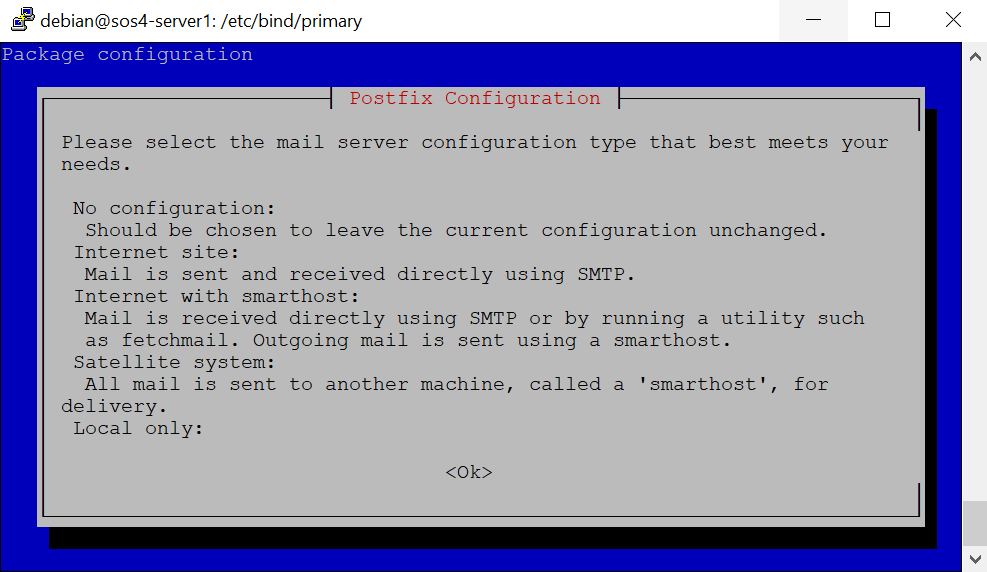 debian@sos4-server1: /etc/bind/primary
Package configuration
Postfix Configuration
Please select the mail server configuration type that best meets your
needs.
No configuration:
Should be chosen to leave the current configuration unchanged.
Internet site:
Mail is sent and received directly using SMTP.
Internet with smarthost:
Mail is received directly using SMTP or by running a utility such
as fetchmail. Outgoing mail is sent using a smarthost.
Satellite system:
All mail is sent to another machine, called a 'smarthost', for
delivery.
Local only:
<Ok>